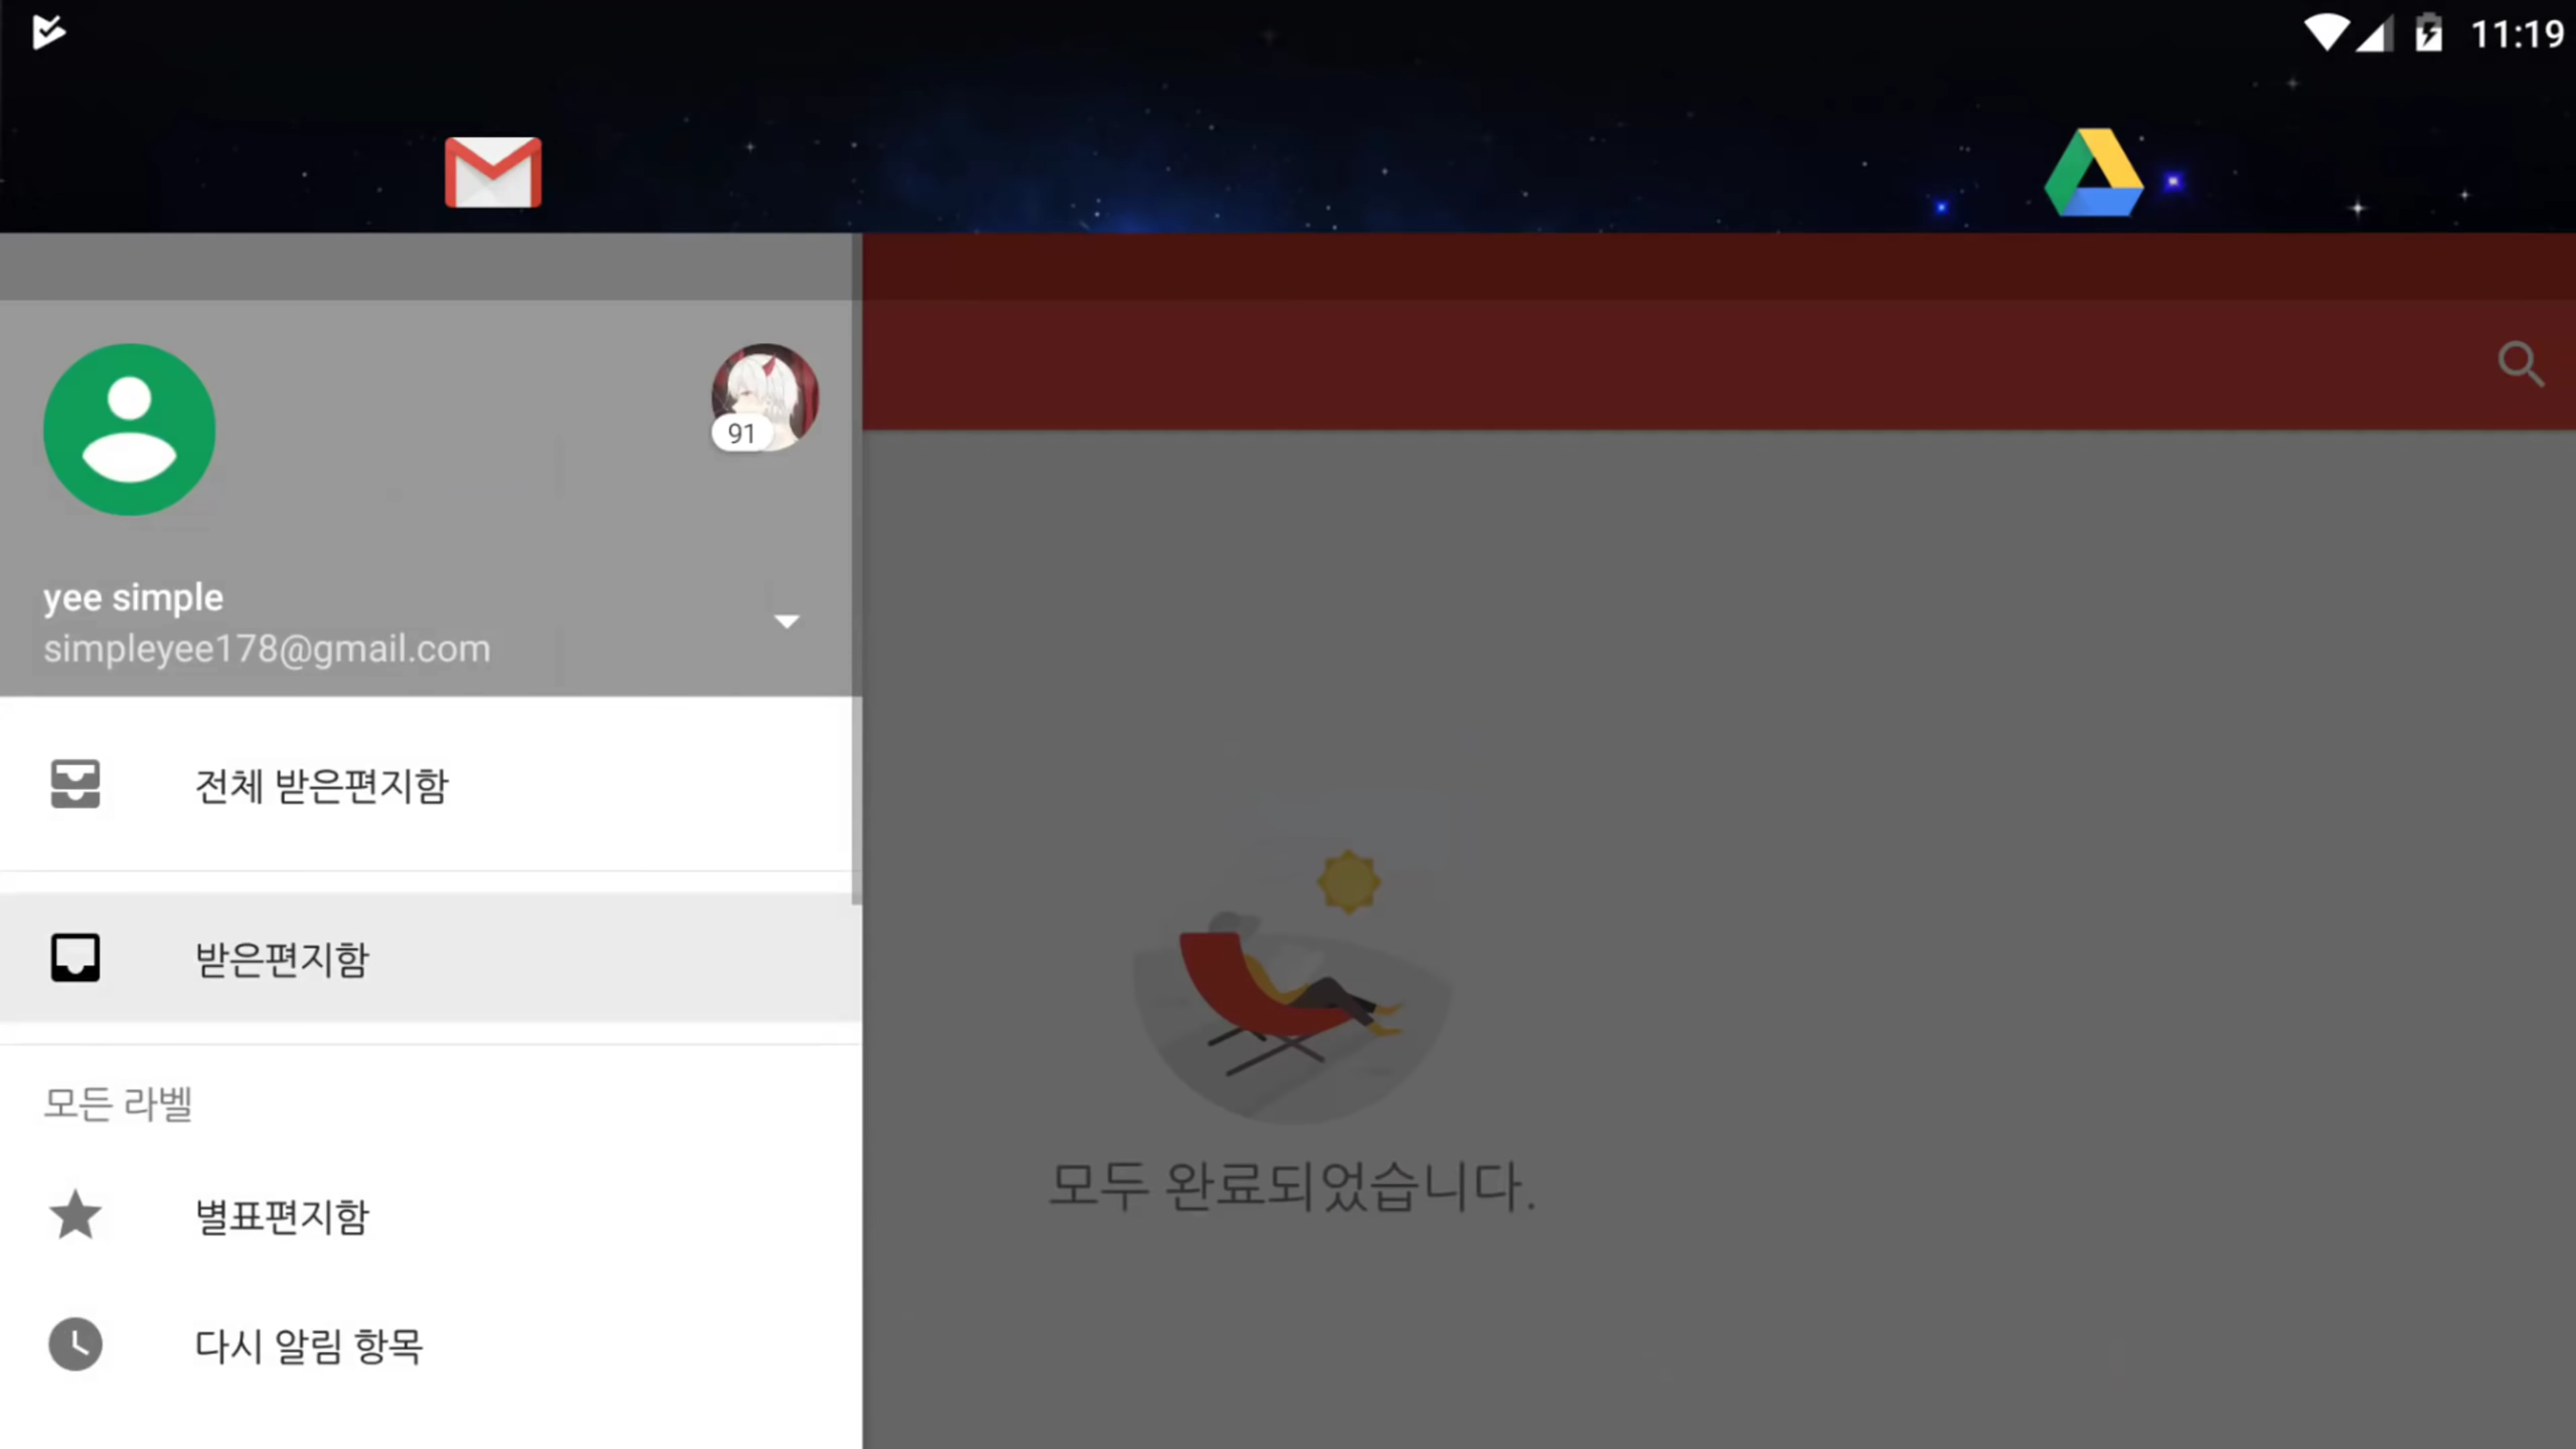 11:19
91
yee simple
simpleyee178@gmail.com
전체 받은편지함
받은편지함
모든 라벨
별표편지함
다시 알림 항목
모두 완료되었습니다.